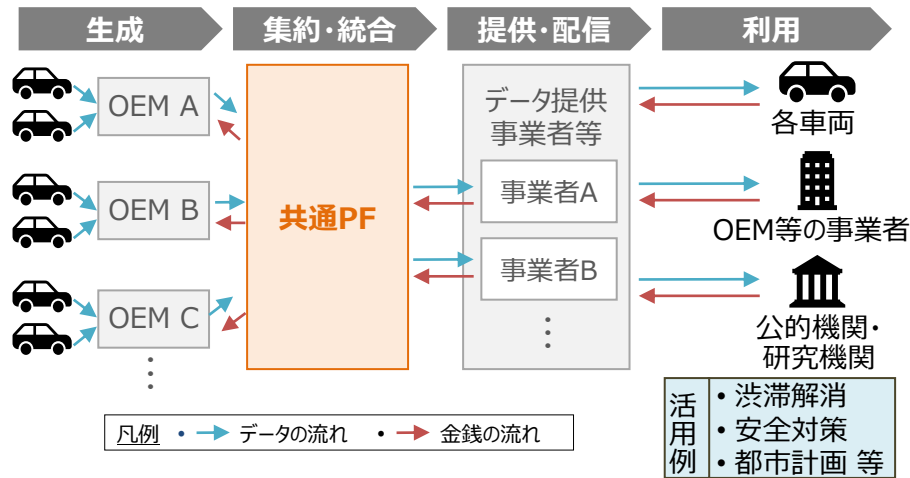 生成
集約・統合
提供・配信
利用
OEM A
OEM B
OEM C
⋮
共通PF
データ提供
事業者等
事業者A
事業者B
⋮
各車両
OEM等の事業者
公的機関・
研究機関
活用例
・渋滞解消
・安全対策
・都市計画 等
凡例 • データの流れ • 金銭の流れ